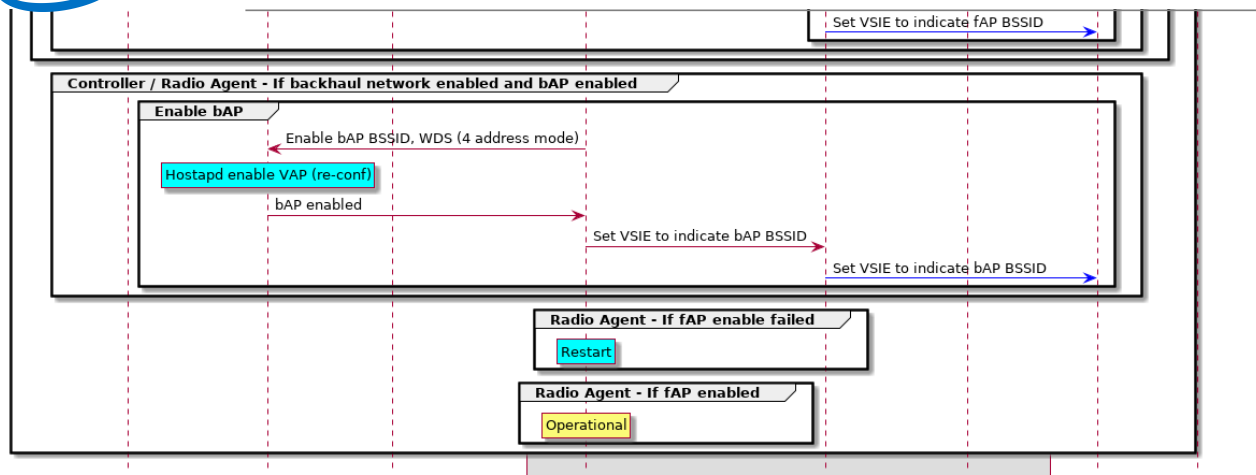 Set VSIE to indicate fAP BSSID
Controller / Radio Agent - If backhaul network enabled and bAP enabled
Enable bAP
Enable bAP BSSID, WDS (4 address mode)
Hostapd enable VAP (re-conf)
bAP enabled
Set VSIE to indicate bAP BSSID
Set VSIE to indicate bAP BSSID
Radio Agent - If fAP enable failed
Restart
Radio Agent - If fAP enabled
Operational